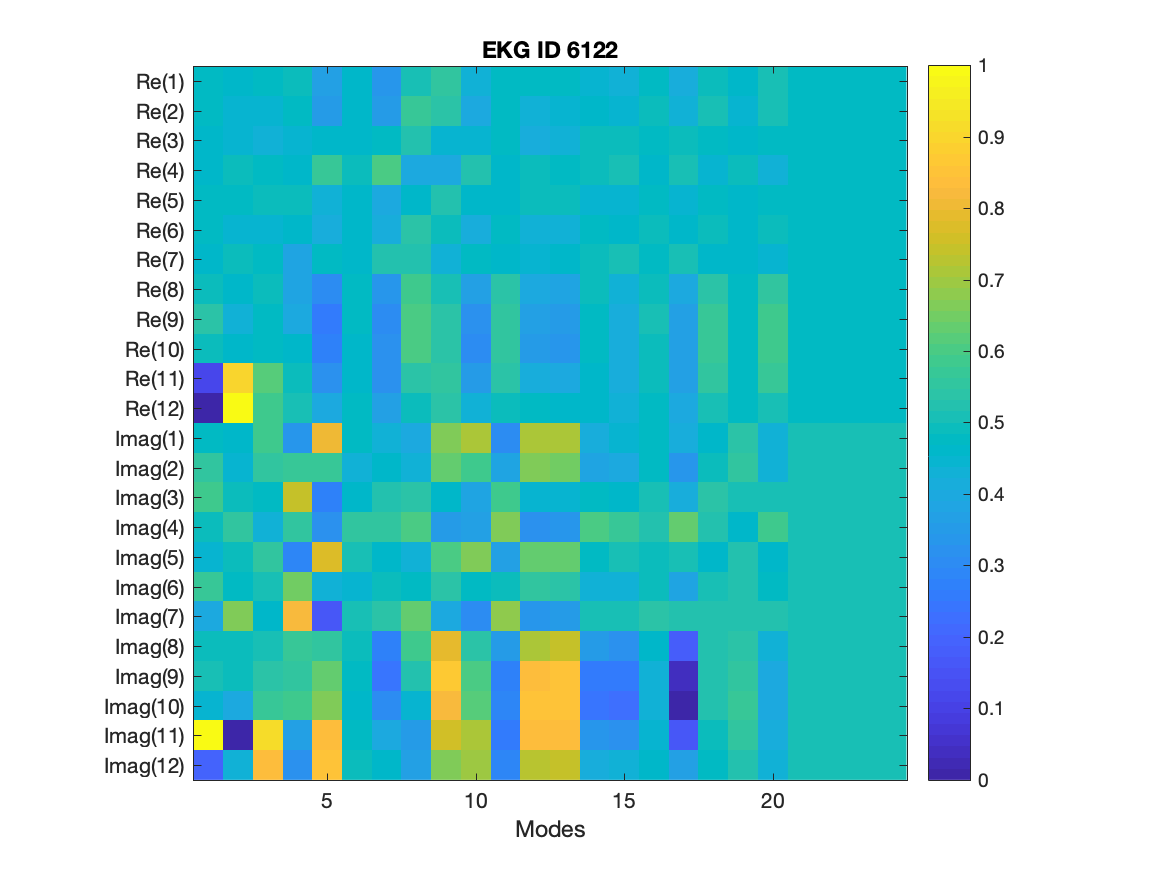 EKG ID 6122
Re(1)
Re(2)
Re(3)
Re(4)
Re(5)
Re(6)
Re(7)
Re(8)
Re(9)
Re(10)
Re(11)
Re(12)
Imag(1)
Imag(2)
Imag(3)
Imag(4)
Imag(5)
Imag(6)
Imag(7)
Imag(8)
Imag(9)
Imag(10)
Imag(11)
Imag(12)
5 10 15 20
Modes
1
0.9
0.8
0.7
0.6
0.5
0.4
0.3
0.2
0.1
0